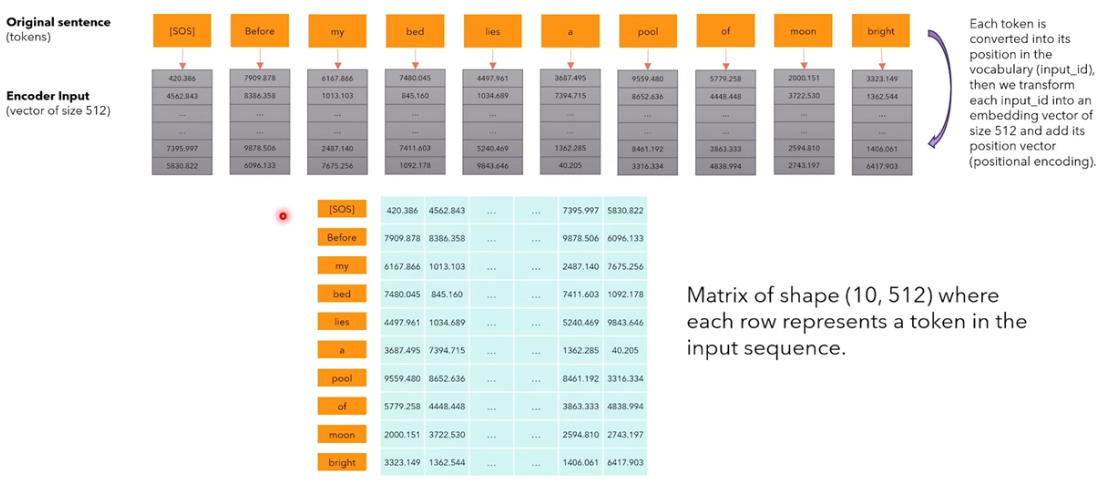 Original sentence
(tokens)
[SOS] Before my bed lies a pool of moon bright
Each token is
converted into its
position in the
vocabulary (input_id),
then we transform
each input_id into an
embedding vector of
size 512 and add its
position vector
(positional encoding).
Encoder Input
(vector of size 512)
420.386 7909.878 6167.866 7480.045 4497.961 3687.495 9559.480 5779.258 2000.151 3323.149
4562.843 8386.358 1013.103 845.160 1034.689 7394.715 8652.636 4448.448 3722.530 1362.544
... ... ... ... ... ... ... ... ... ...
... ... ... ... ... ... ... ... ... ...
7395.997 9878.506 2487.140 7411.603 5240.469 1362.285 8461.192 3863.333 2594.810 1406.061
5830.822 6096.133 7675.256 1092.178 9843.646 40.205 3316.334 4838.994 2743.197 6417.903
[SOS] 420.386 4562.843 ... ... 7395.997 5830.822
Before 7909.878 8386.358 ... ... 9878.506 6096.133
my 6167.866 1013.103 ... ... 2487.140 7675.256
bed 7480.045 845.160 ... ... 7411.603 1092.178
lies 4497.961 1034.689 ... ... 5240.469 9843.646
a 3687.495 7394.715 ... ... 1362.285 40.205
pool 9559.480 8652.636 ... ... 8461.192 3316.334
of 5779.258 4448.448 ... ... 3863.333 4838.994
moon 2000.151 3722.530 ... ... 2594.810 2743.197
bright 3323.149 1362.544 ... ... 1406.061 6417.903
Matrix of shape (10, 512) where
each row represents a token in the
input sequence.